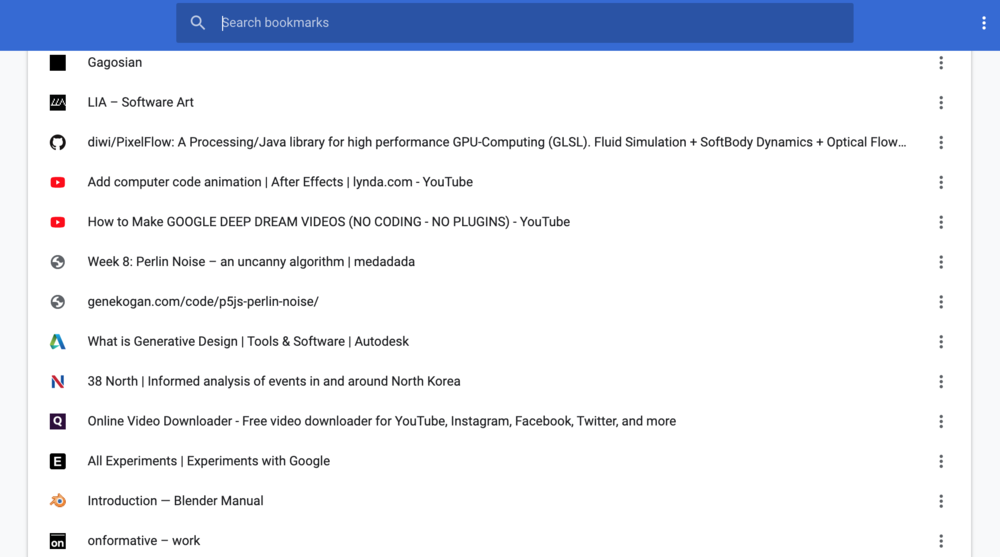 Search bookmarks
Gagosian
LIA – Software Art
diwi/PixelFlow: A Processing/Java library for high performance GPU-Computing (GLSL). Fluid Simulation + SoftBody Dynamics + Optical Flow...
Add computer code animation | After Effects | lynda.com - YouTube
How to Make GOOGLE DEEP DREAM VIDEOS (NO CODING - NO PLUGINS) - YouTube
Week 8: Perlin Noise – an uncanny algorithm | medadada
genekogan.com/code/p5js-perlin-noise/
What is Generative Design | Tools & Software | Autodesk
N 38 North | Informed analysis of events in and around North Korea
Q Online Video Downloader - Free video downloader for YouTube, Instagram, Facebook, Twitter, and more
E All Experiments | Experiments with Google
Introduction — Blender Manual
on onformative – work